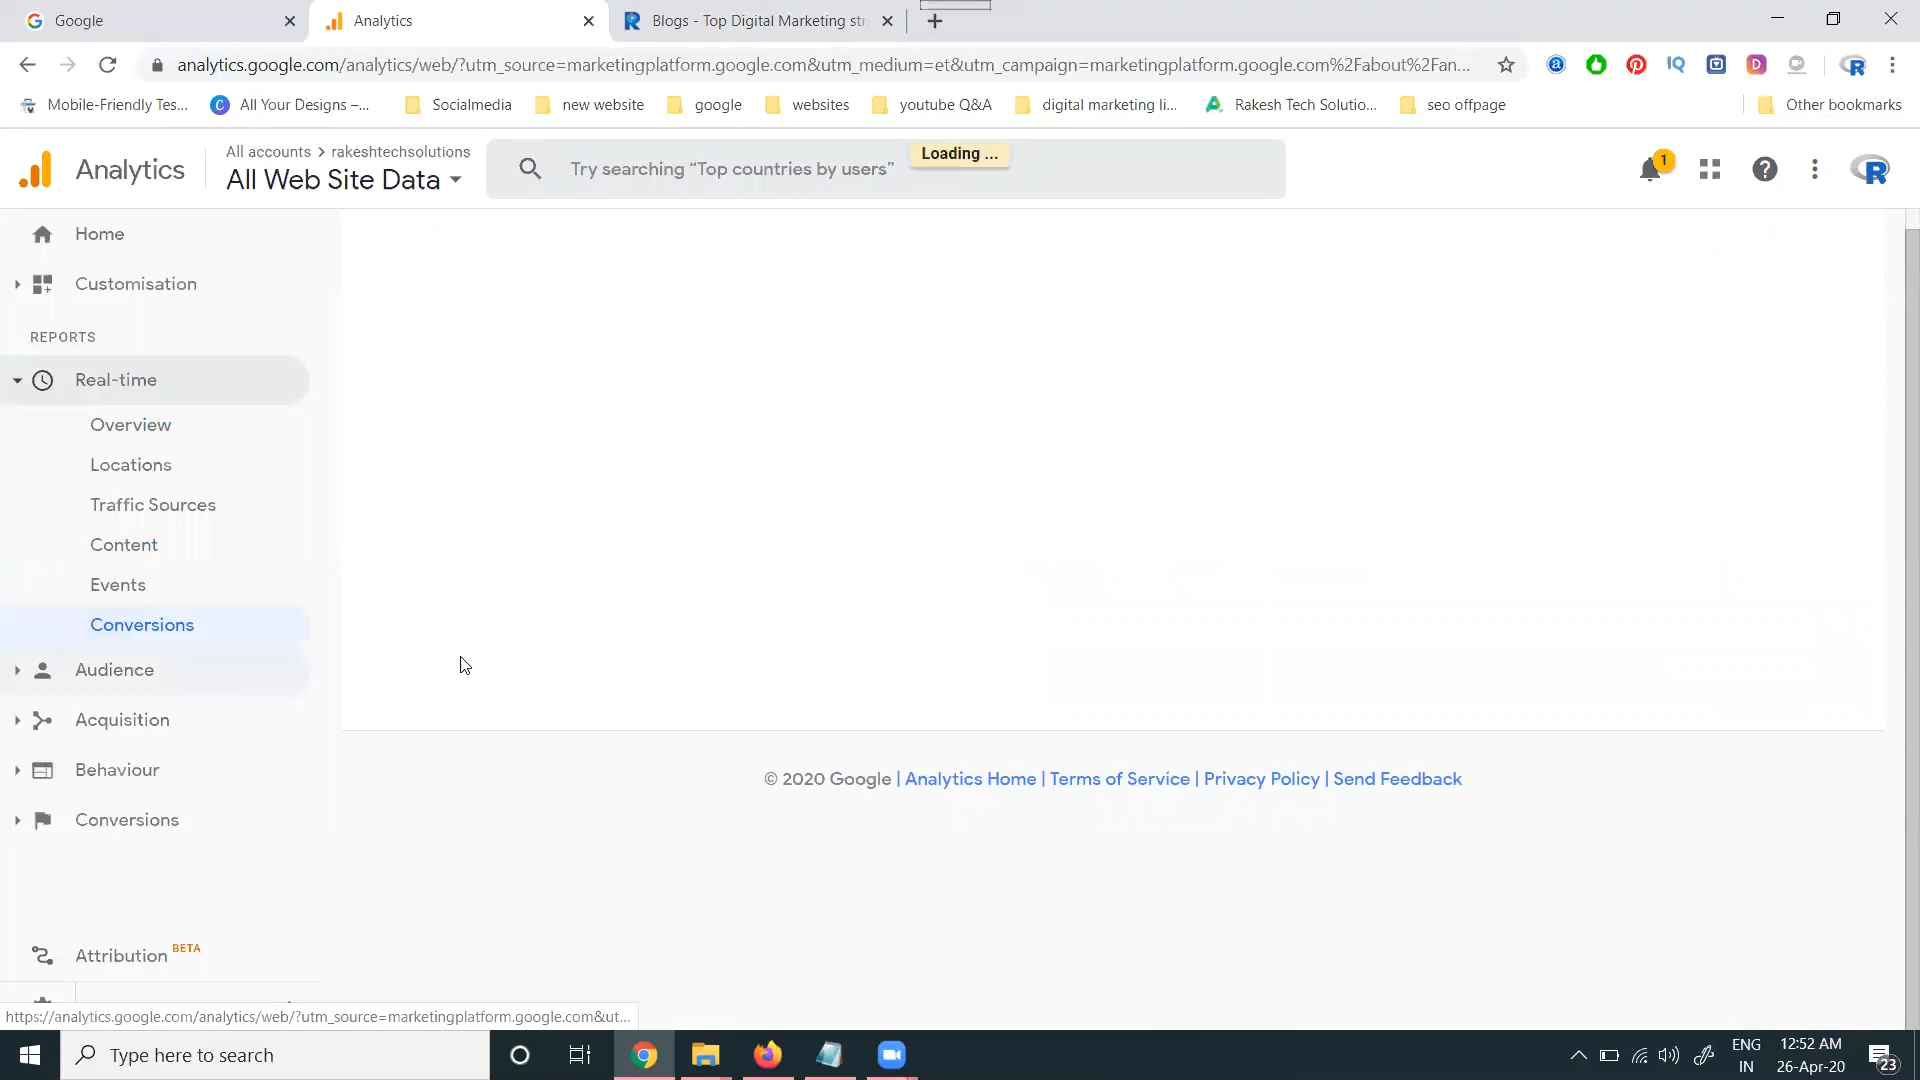 Google
Analytics
Blogs - Top Digital Marketing str
analytics.google.com/analytics/web/?utm_source=marketingplatform.google.com&utm_medium=et&utm_campaign=marketingplatform.google.com%2Fabout%2Fan...
Mobile-Friendly Tes...
All Your Designs –...
Socialmedia
new website
google
websites
youtube Q&A
digital marketing li...
Rakesh Tech Solutio...
seo offpage
Other bookmarks
Analytics
All accounts > rakeshtechsolutions
All Web Site Data
Try searching “Top countries by users”
Loading ...
1
Home
Customisation
REPORTS
Real-time
Overview
Locations
Traffic Sources
Content
Events
Conversions
Audience
Acquisition
Behaviour
Conversions
© 2020 Google | Analytics Home | Terms of Service | Privacy Policy | Send Feedback
Attribution BETA
https://analytics.google.com/analytics/web/?utm_source=marketingplatform.google.com&ut...
Type here to search
ENG
IN
12:52 AM
26-Apr-20
23